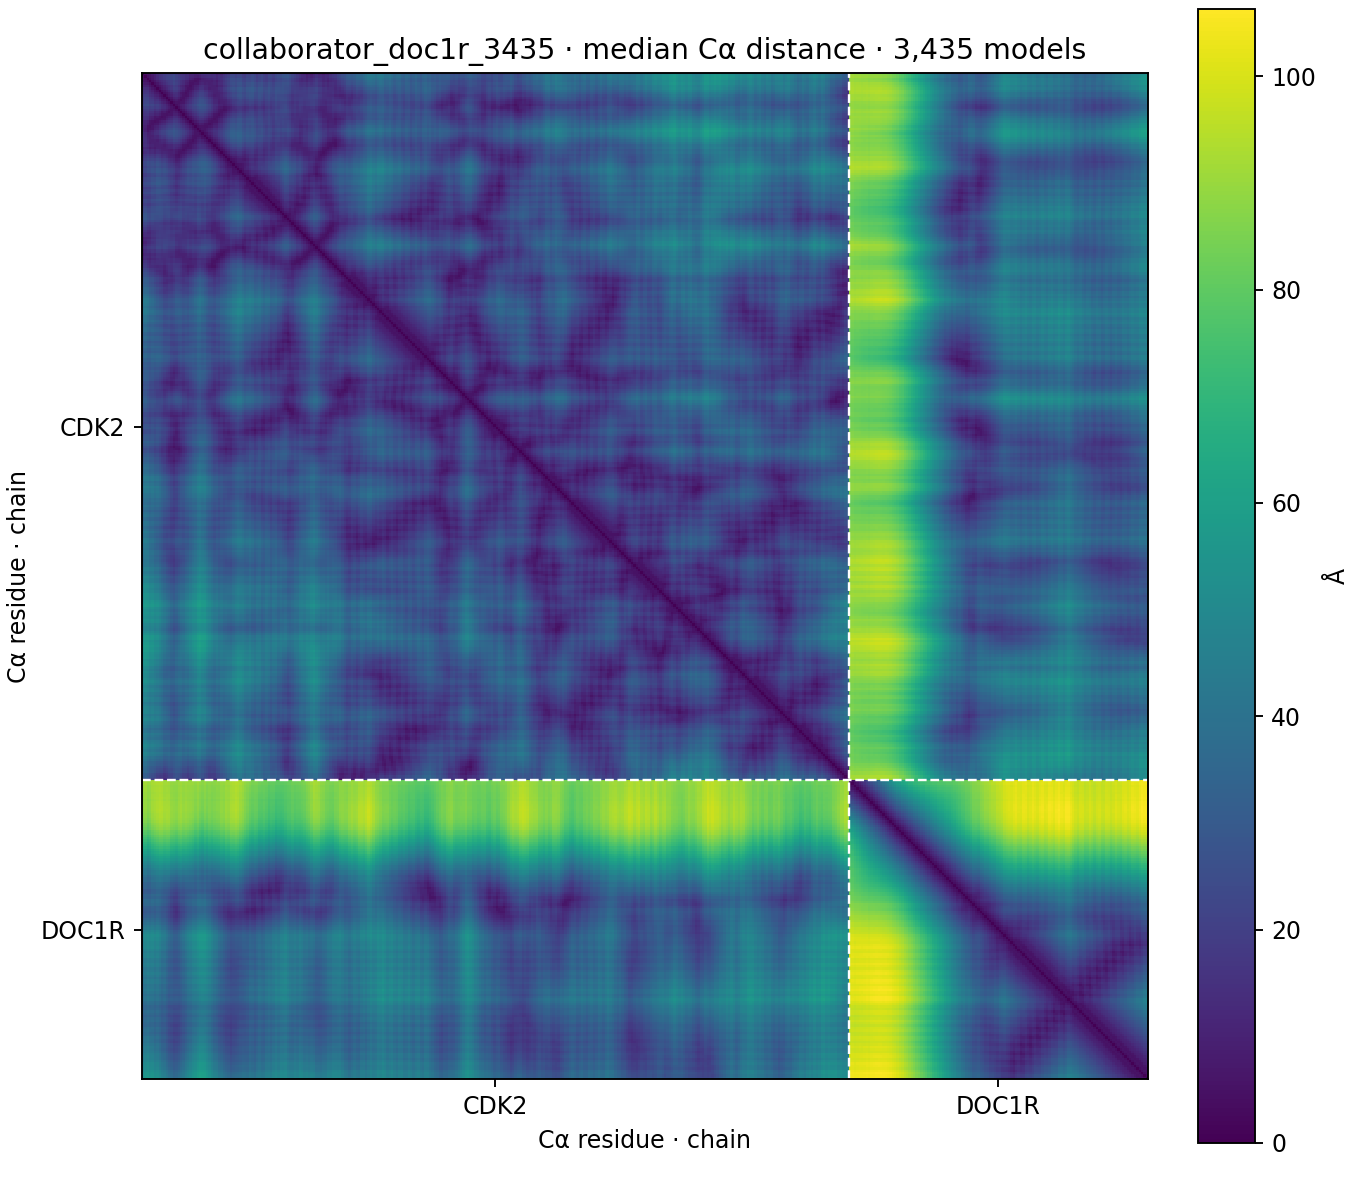 collaborator_doc1r_3435 · median Cα distance · 3,435 models
100
80
60
40
20
0
Å
CDK2
DOC1R
Cα residue · chain
CDK2
DOC1R
Cα residue · chain